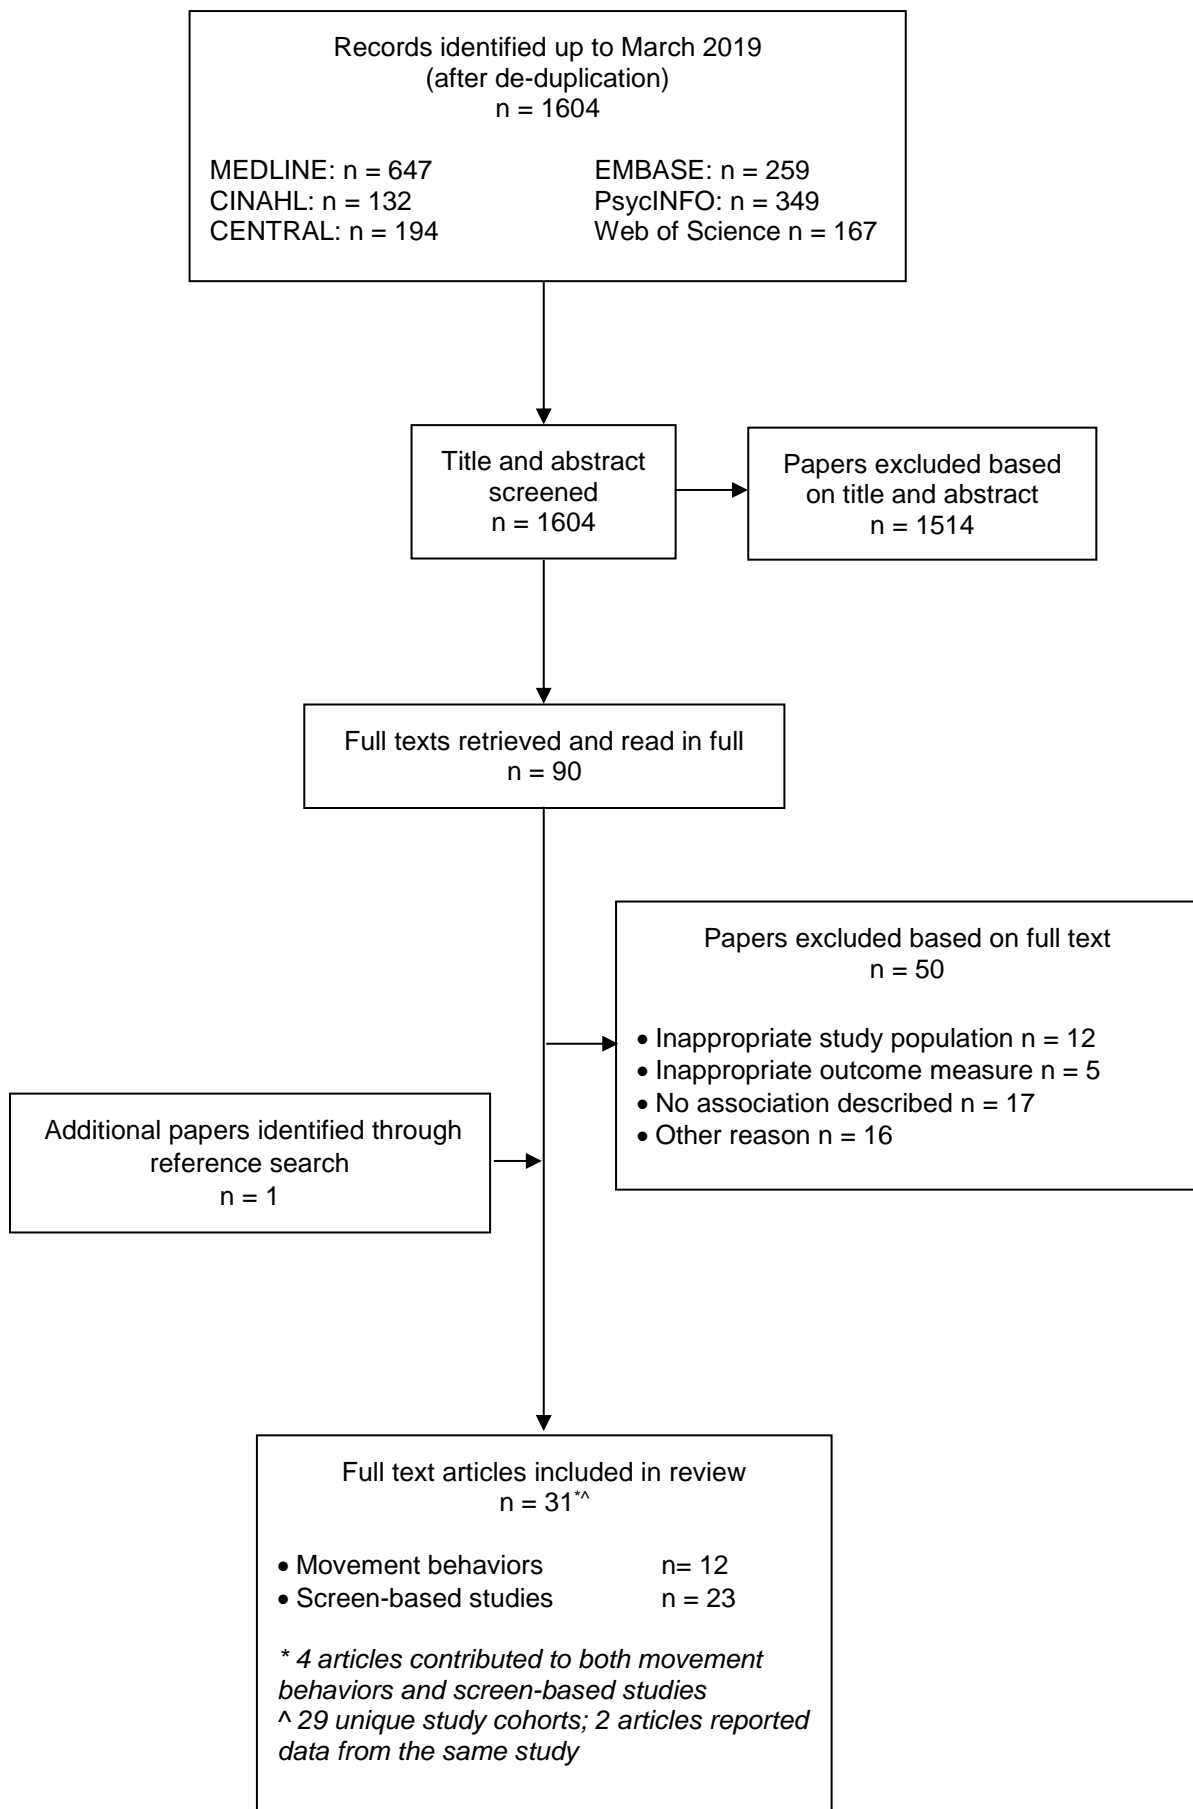 Records identified up to March 2019
(after de-duplication)
n = 1604
MEDLINE: n = 647
EMBASE: n = 259
CINAHL: n = 132
PsycINFO: n = 349
CENTRAL: n = 194
Web of Science n = 167
Title and abstract
screened
n = 1604
Papers excluded based
on title and abstract
n = 1514
Full texts retrieved and read in full
n = 90
Papers excluded based on full text
n = 50
• Inappropriate study population n = 12
• Inappropriate outcome measure n = 5
• No association described n = 17
• Other reason n = 16
Additional papers identified through
reference search
n = 1
Full text articles included in review
n = 31*^
• Movement behaviors n= 12
• Screen-based studies n = 23
* 4 articles contributed to both movement
behaviors and screen-based studies
^ 29 unique study cohorts; 2 articles reported
data from the same study